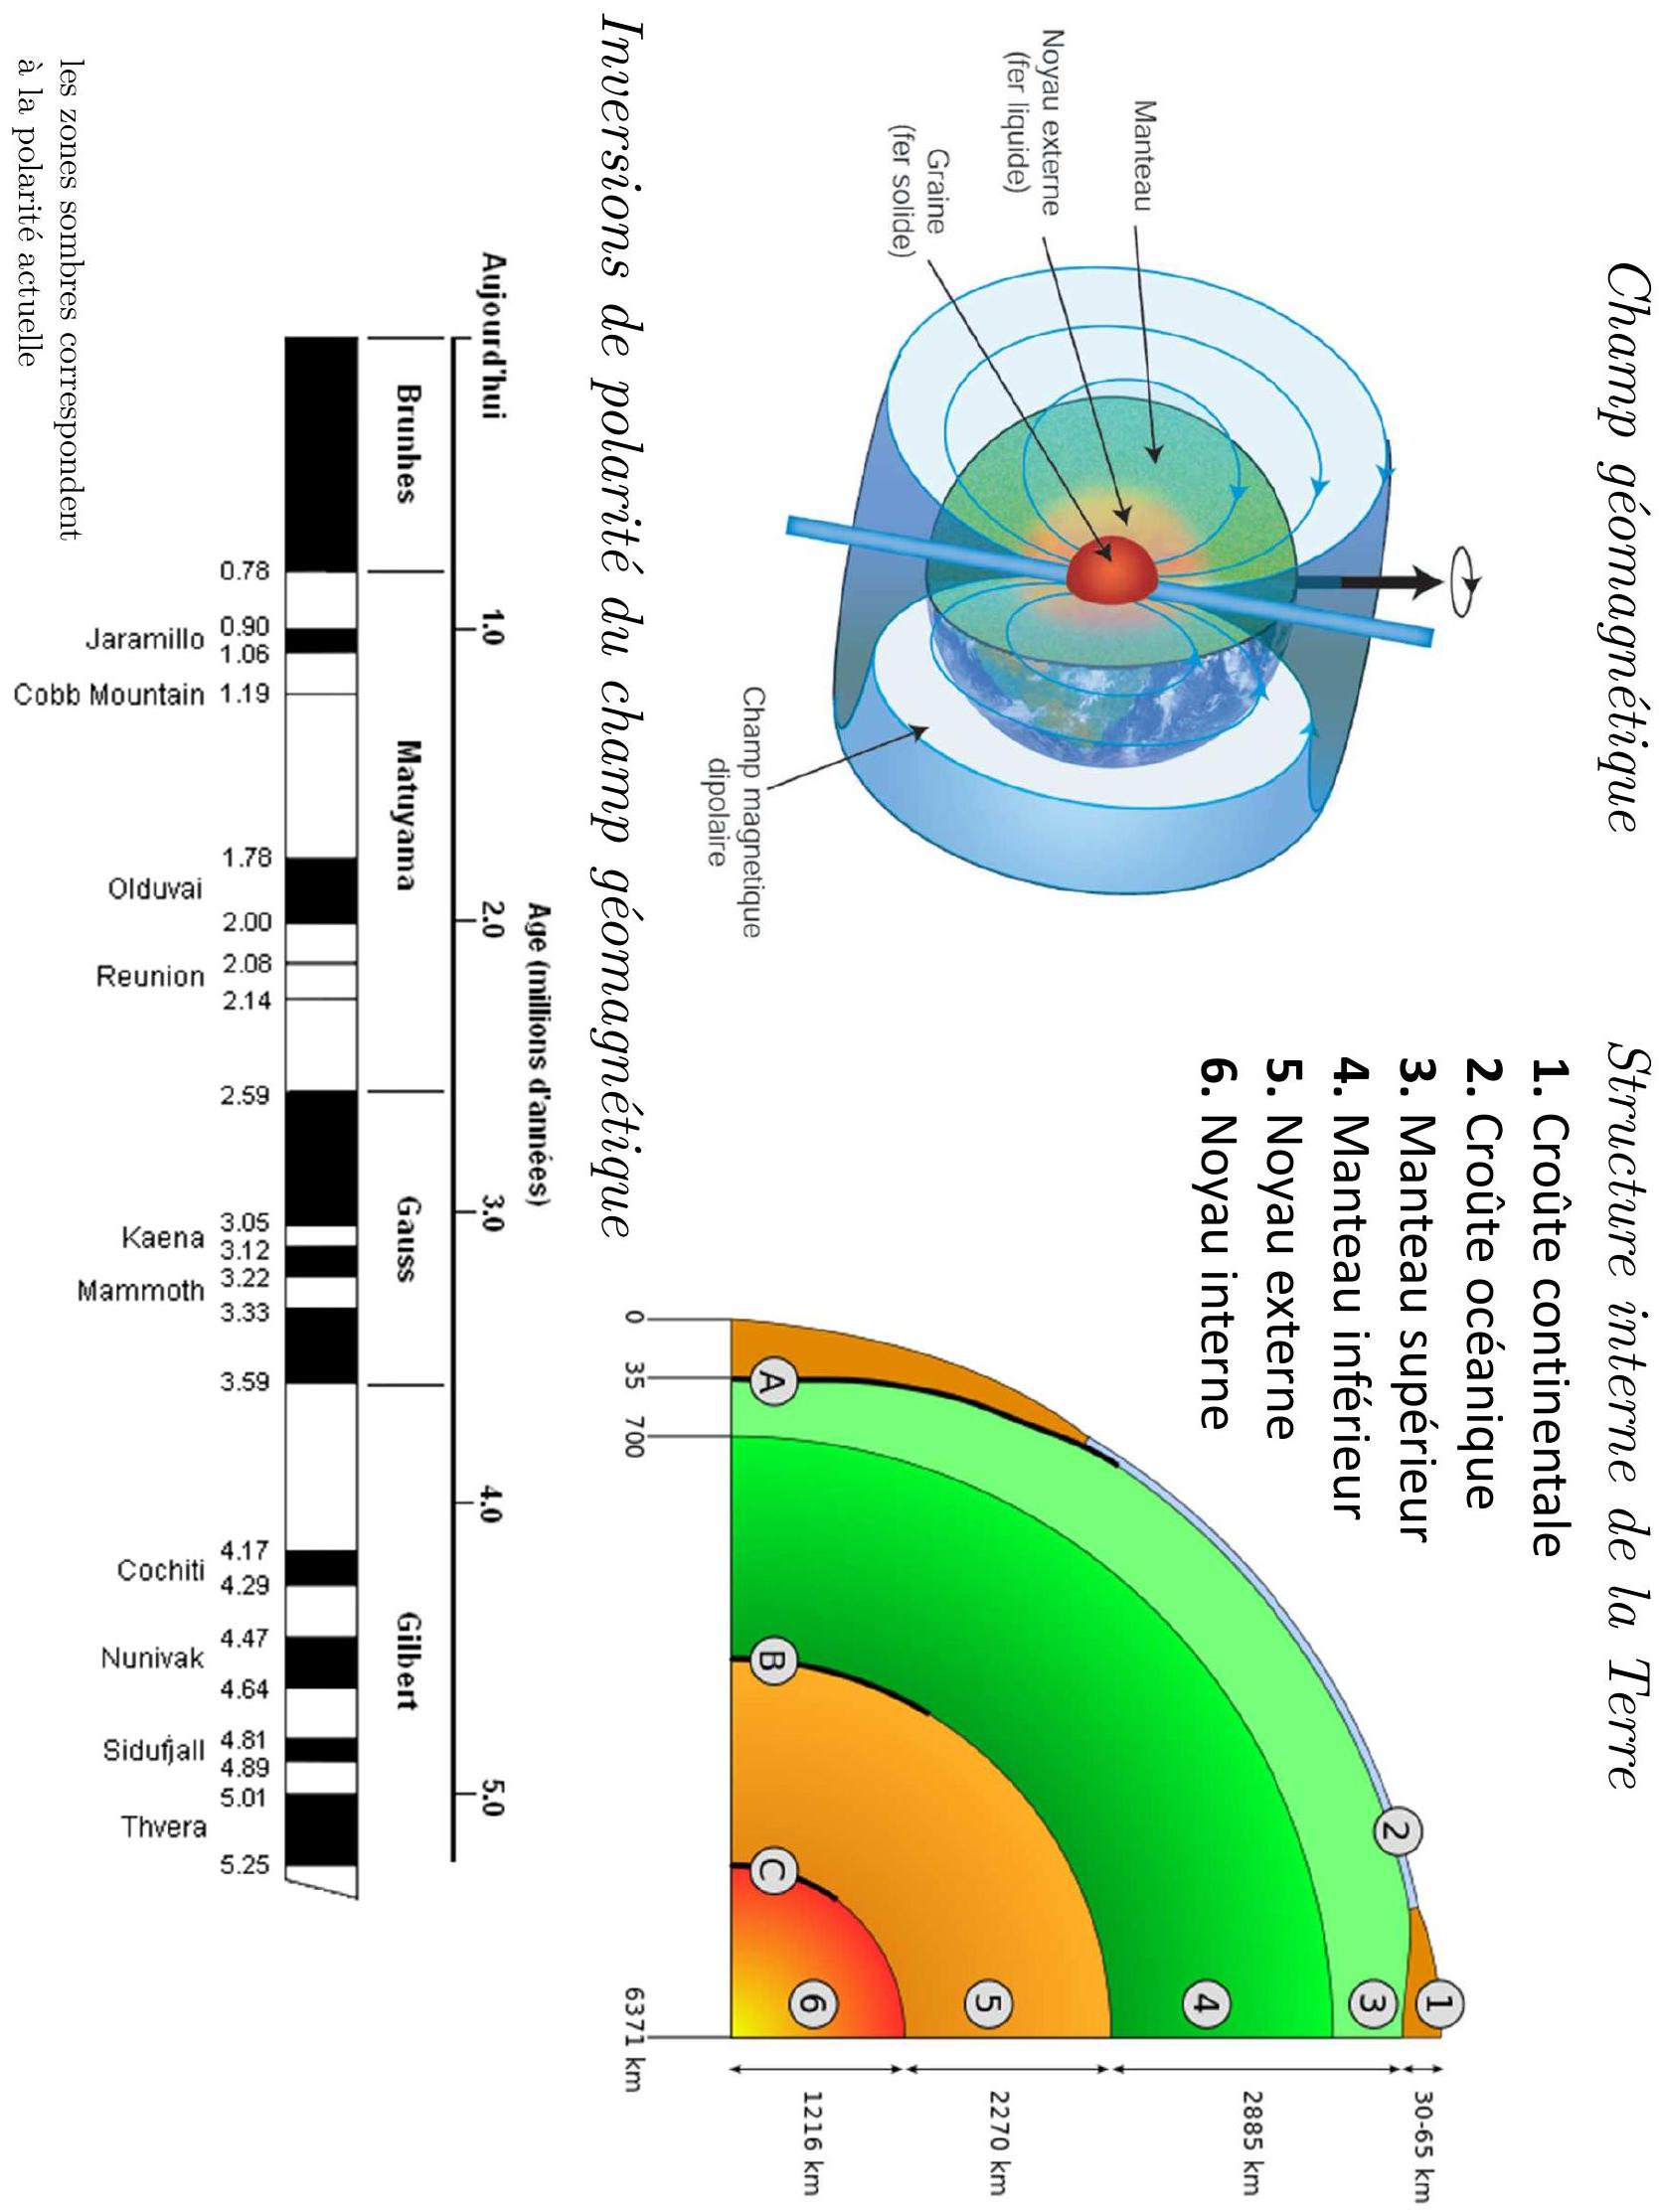 Champ géomagnétique
Manteau
Noyau externe
(fer liquide)
Graine
(fer solide)
Champ magnetique
dipolaire
Structure interne de la Terre
1. Croûte continentale
2. Croûte océanique
3. Manteau supérieur
4. Manteau inférieur
5. Noyau externe
6. Noyau interne
1
2
3
4
5
6
A
B
C
30-65 km
2885 km
2270 km
1216 km
0
35
700
6371 km
Inversions de polarité du champ géomagnétique
Age (millions d'années)
Aujourd'hui 1.0 2.0 3.0 4.0 5.0
Brunhes Matuyama Gauss Gilbert
0.78
0.90
1.06
1.19
1.78
2.00
2.08
2.14
2.59
3.05
3.12
3.22
3.33
3.59
4.17
4.29
4.47
4.64
4.81
4.89
5.01
5.25
Jaramillo
Cobb Mountain
Olduvai
Reunion
Kaena
Mammoth
Cochiti
Nunivak
Sidufjall
Thvera
les zones sombres correspondent
à la polarité actuelle